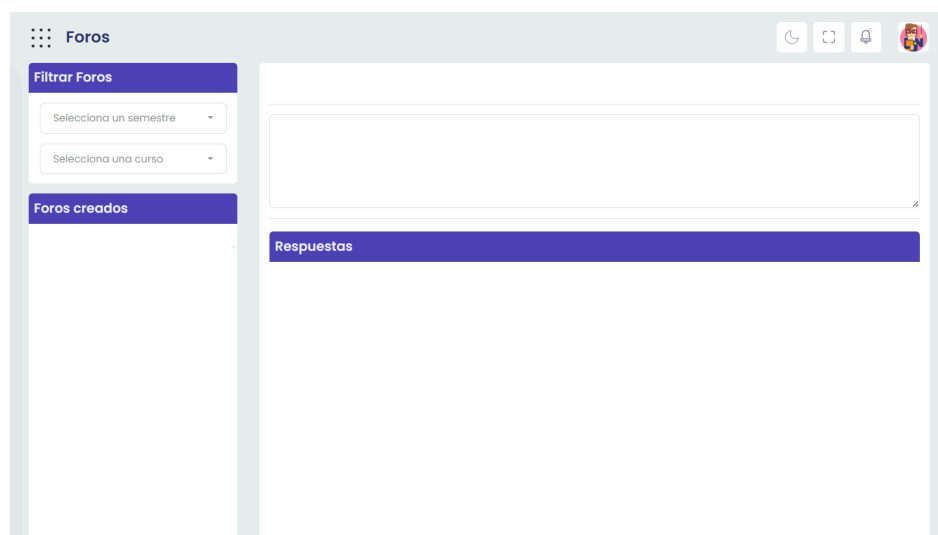 Foros
Filtrar Foros
Selecciona un semestre
Selecciona una curso
Foros creados
Respuestas